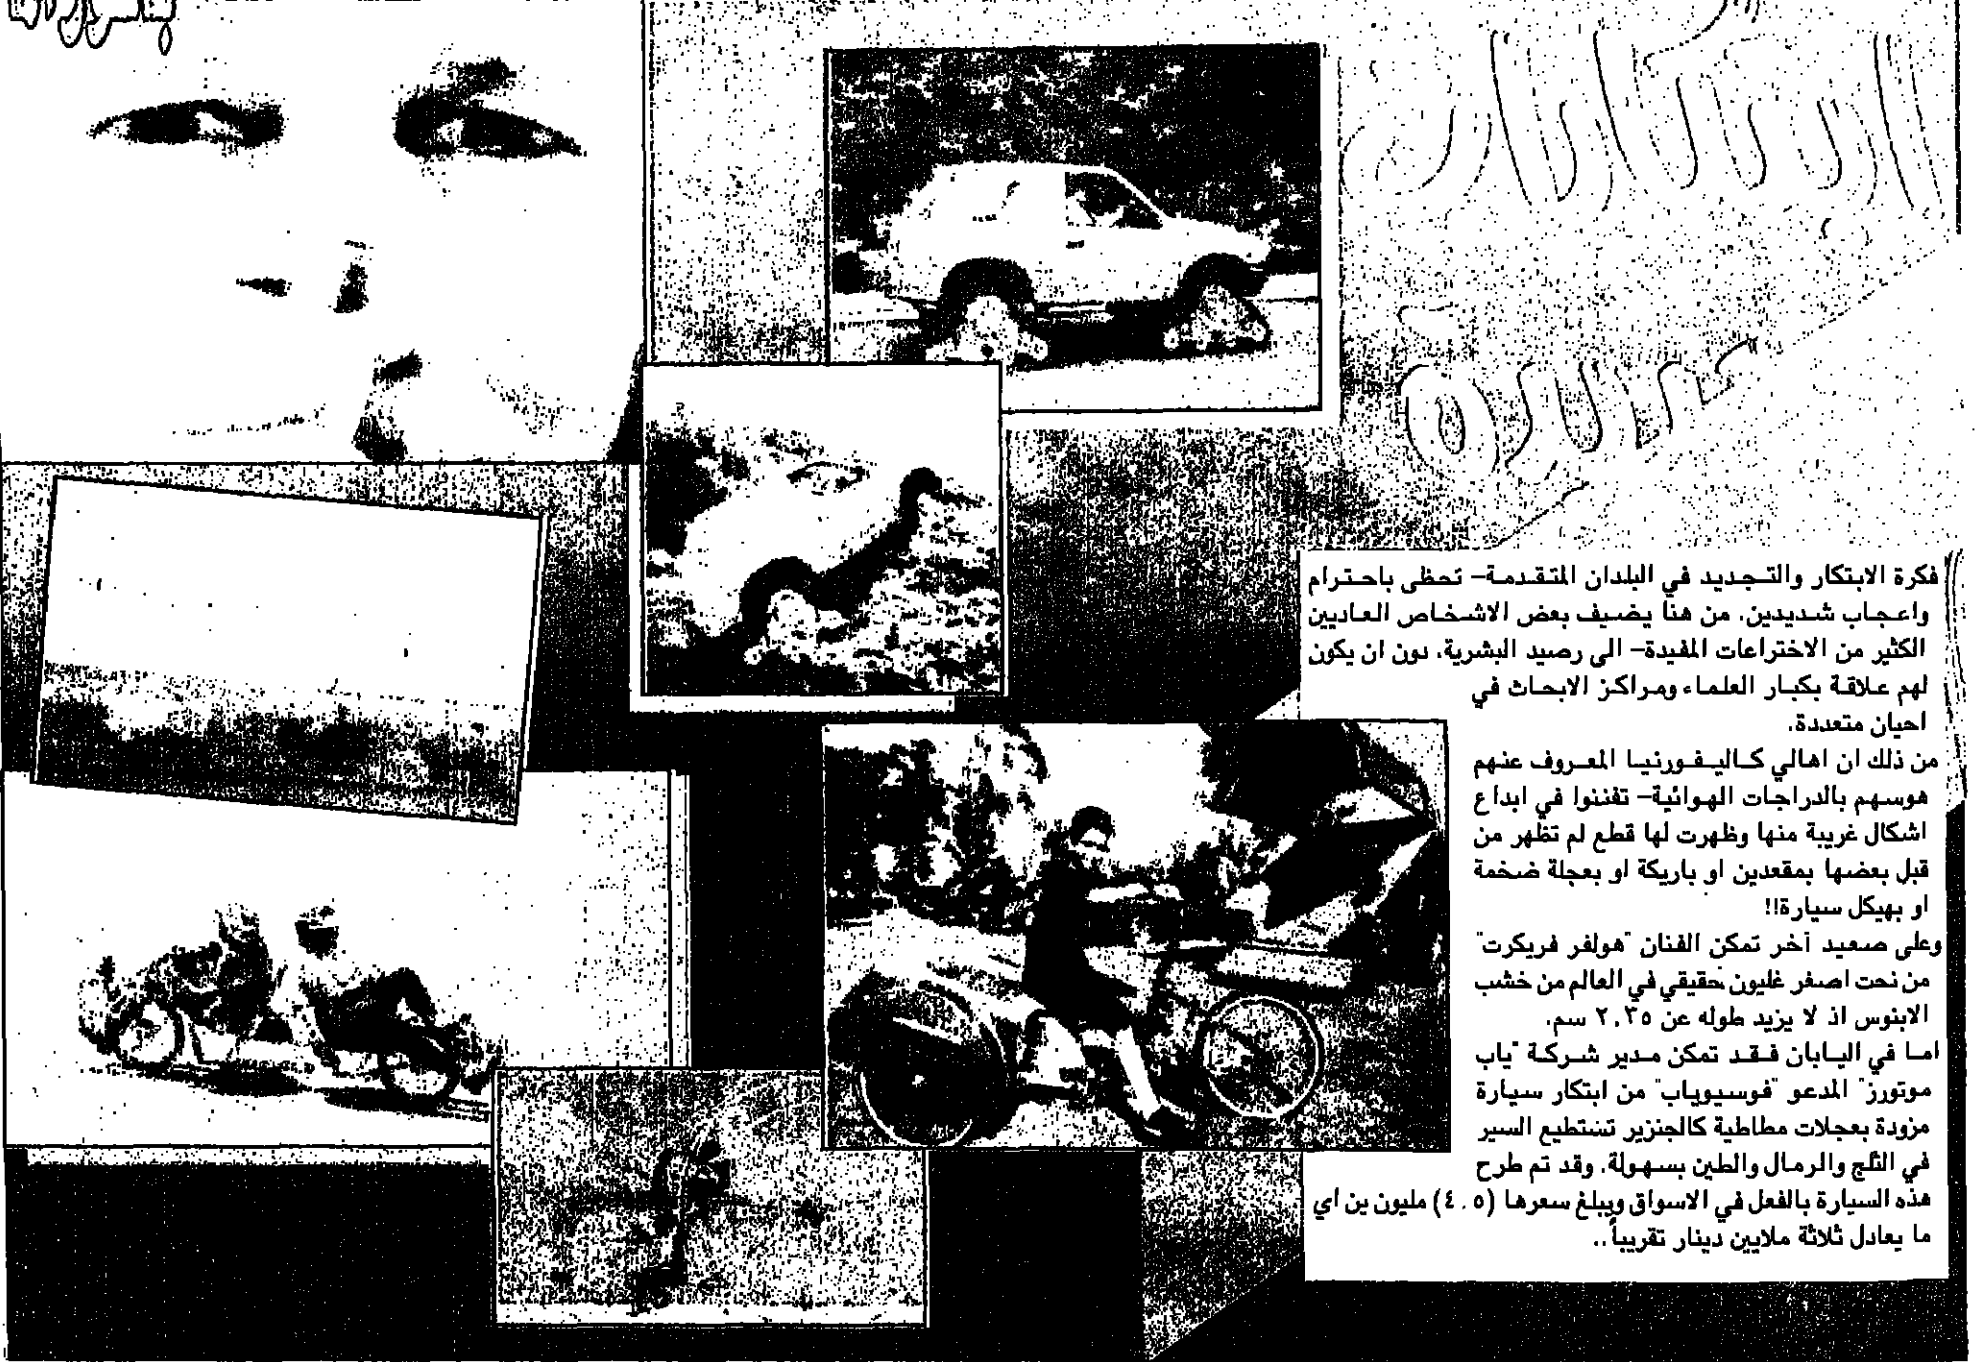 ابتكارات
فكرة الابتكار والتجديد في البلدان المتقدمة– تحظى باحترام
واعجاب شديدين. من هنا يضيف بعض الاشخاص العاديين
الكثير من الاختراعات المفيدة– الى رصيد البشرية، دون ان يكون
لهم علاقة بكبار العلماء ومراكز الابحاث في
احيان متعددة.
من ذلك ان اهالي كاليفورنيا المعروف عنهم
هوسهم بالدراجات الهوائية– تفننوا في ابداع
اشكال غريبة منها وظهرت لها قطع لم تظهر من
قبل بعضها بمقعدين او باريكة او بعجلة ضخمة
او بهيكل سيارة!!
وعلى صعيد آخر تمكن الفنان "هولفر فريكرت"
من نحت اصغر غليون حقيقي في العالم من خشب
الابنوس اذ لا يزيد طوله عن ٢,٣٥ سم.
اما في اليابان فقد تمكن مدير شركة "ياب
موتورز" المدعو "فوسيوياب" من ابتكار سيارة
مزودة بعجلات مطاطية كالجنزير تستطيع السير
في الثلج والرمال والطين بسهولة. وقد تم طرح
هذه السيارة بالفعل في الاسواق ويبلغ سعرها (٤.٥) مليون ين اي
ما يعادل ثلاثة ملايين دينار تقريباً..